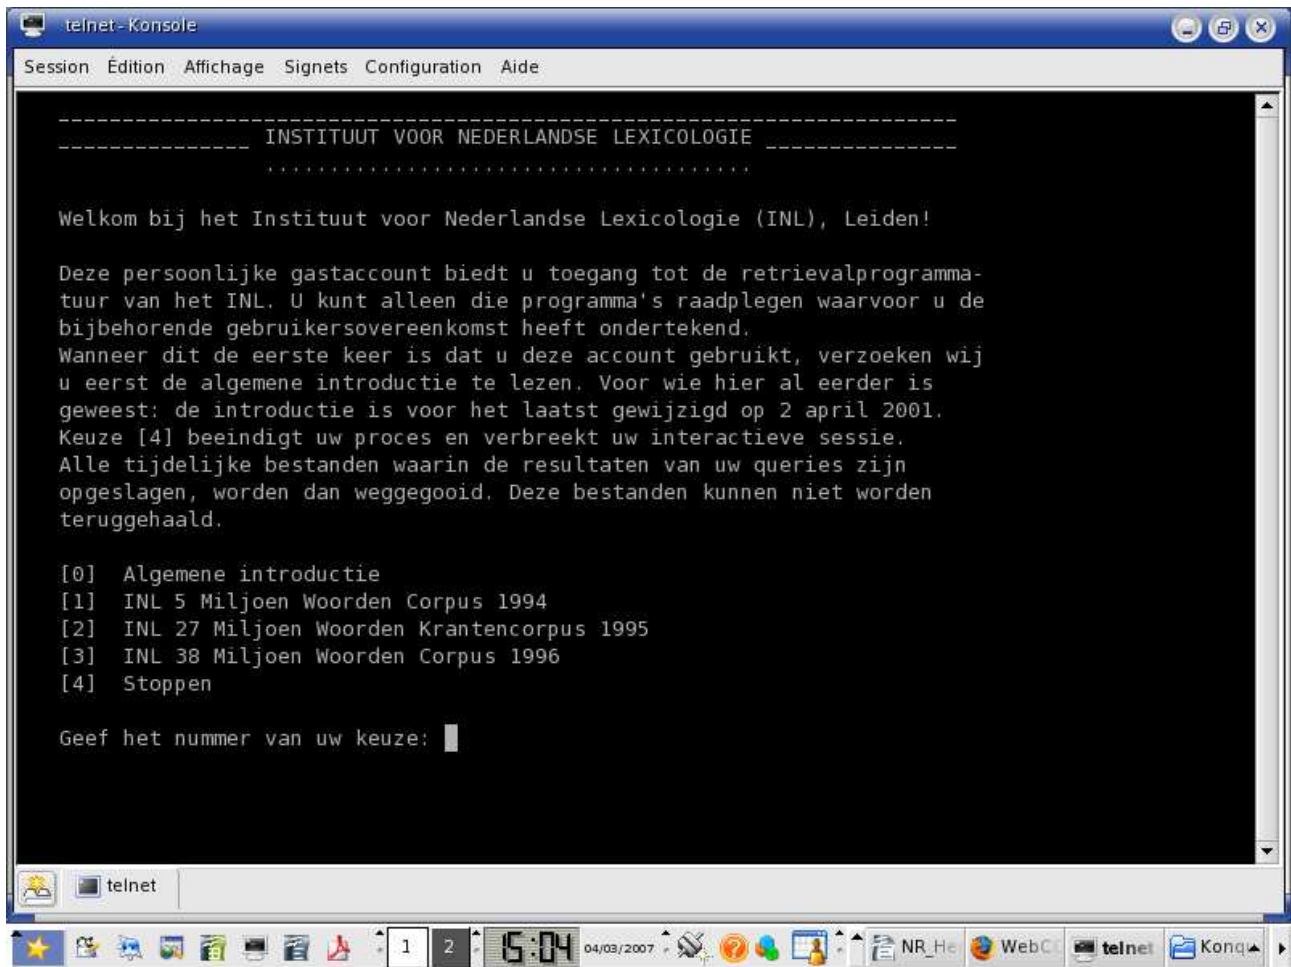 telnet - Konsole
Session Édition Affichage Signets Configuration Aide
INSTITUUT VOOR NEDERLANDSE LEXICOLOGIE
Welkom bij het Instituut voor Nederlandse Lexicologie (INL), Leiden!
Deze persoonlijke gastaccount biedt u toegang tot de retrievalprogramma-
tuur van het INL. U kunt alleen die programma's raadplegen waarvoor u de
bijbehorende gebruikersovereenkomst heeft ondertekend.
Wanneer dit de eerste keer is dat u deze account gebruikt, verzoeken wij
u eerst de algemene introductie te lezen. Voor wie hier al eerder is
geweest: de introductie is voor het laatst gewijzigd op 2 april 2001.
Keuze [4] beeindigt uw proces en verbreekt uw interactieve sessie.
Alle tijdelijke bestanden waarin de resultaten van uw queries zijn
opgeslagen, worden dan weggegooid. Deze bestanden kunnen niet worden
teruggehaald.
[0] Algemene introductie
[1] INL 5 Miljoen Woorden Corpus 1994
[2] INL 27 Miljoen Woorden Krantencorpus 1995
[3] INL 38 Miljoen Woorden Corpus 1996
[4] Stoppen
Geef het nummer van uw keuze:
telnet
1 2 15:04 04/03/2007 NR_He WebC telnet Konqu